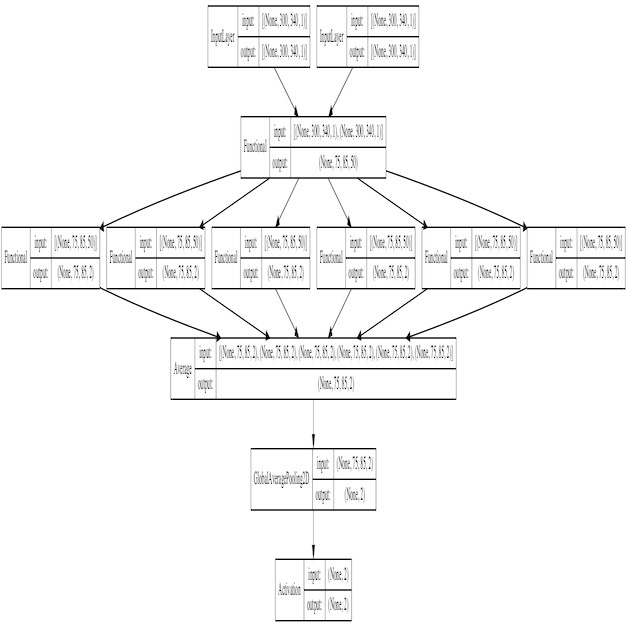 InputLayer input: [(None, 300, 340, 1)] InputLayer input: [(None, 300, 340, 1)]
output: [(None, 300, 340, 1)] output: [(None, 300, 340, 1)]
Functional input: [(None, 300, 340, 1), (None, 300, 340, 1)]
output: (None, 75, 85, 50)
Functional input: [(None, 75, 85, 50)] Functional input: [(None, 75, 85, 50)] Functional input: [(None, 75, 85, 50)] Functional input: [(None, 75, 85, 50)] Functional input: [(None, 75, 85, 50)] Functional input: [(None, 75, 85, 50)]
output: (None, 75, 85, 2) output: (None, 75, 85, 2) output: (None, 75, 85, 2) output: (None, 75, 85, 2) output: (None, 75, 85, 2) output: (None, 75, 85, 2)
Average input: [(None, 75, 85, 2), (None, 75, 85, 2), (None, 75, 85, 2), (None, 75, 85, 2), (None, 75, 85, 2), (None, 75, 85, 2)]
output: (None, 75, 85, 2)
GlobalAveragePooling2D input: (None, 75, 85, 2)
output: (None, 2)
Activation input: (None, 2)
output: (None, 2)